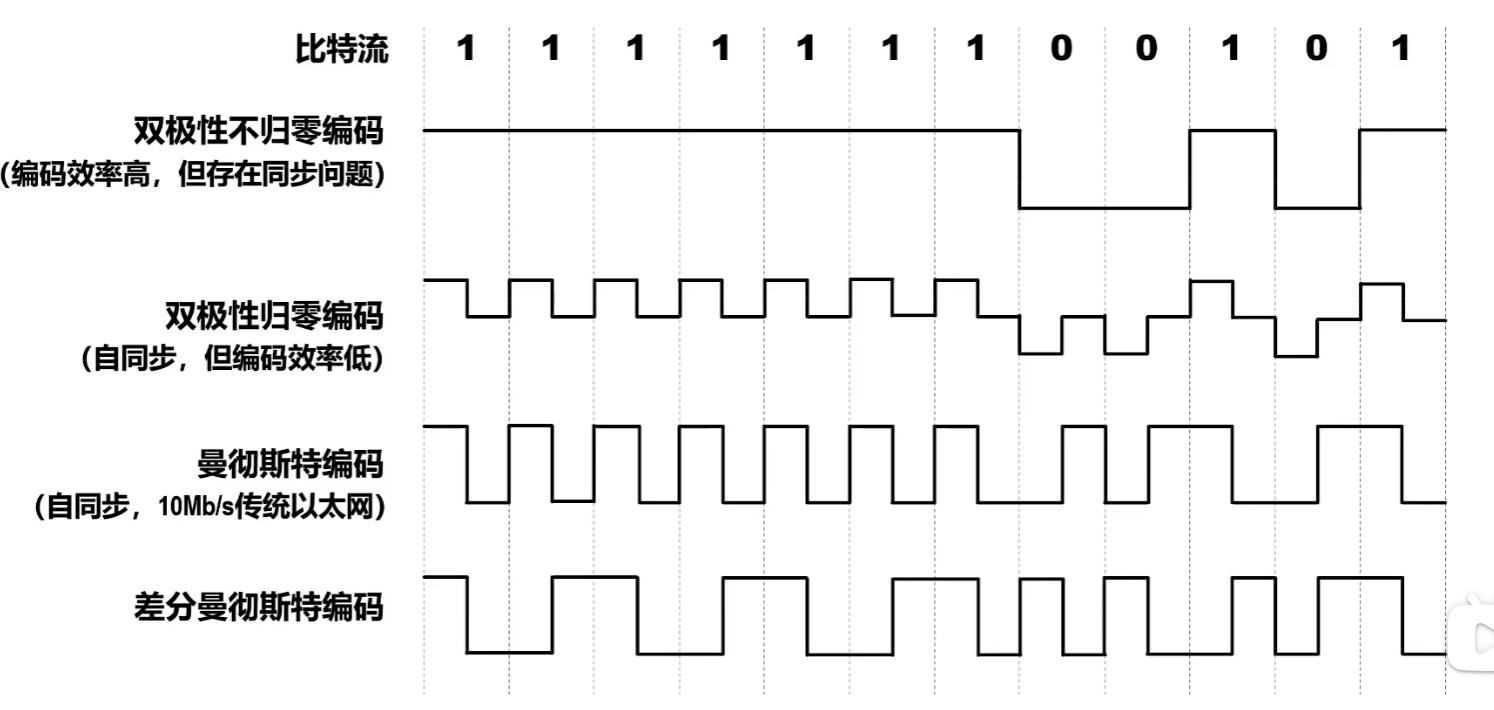 比特流 1 1 1 1 1 1 1 0 0 1 0 1
双极性不归零编码
（编码效率高，但存在同步问题）
双极性归零编码
（自同步，但编码效率低）
曼彻斯特编码
（自同步，10Mb/s传统以太网）
差分曼彻斯特编码